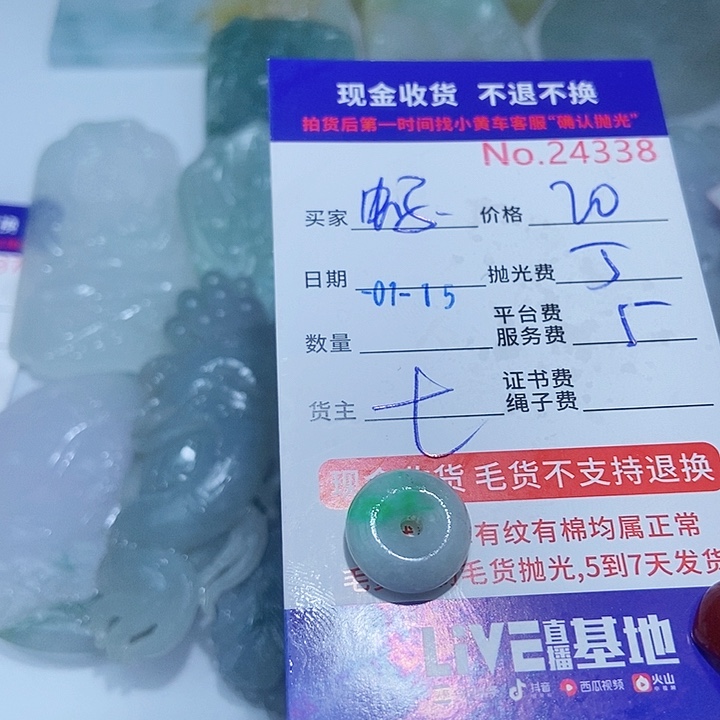 现金收货 不退不换
拍货后第一时间找小黄车客服“确认抛光”
No.24338
买家 价格 20
日期 -01-15 抛光费
数量 平台费 服务费 5
货主 七 证书费 绳子费
现金收货 毛货不支持退换
有纹有棉均属正常
毛货抛光,5到7天发货
LIVE直播基地
抖音 西瓜视频 火山